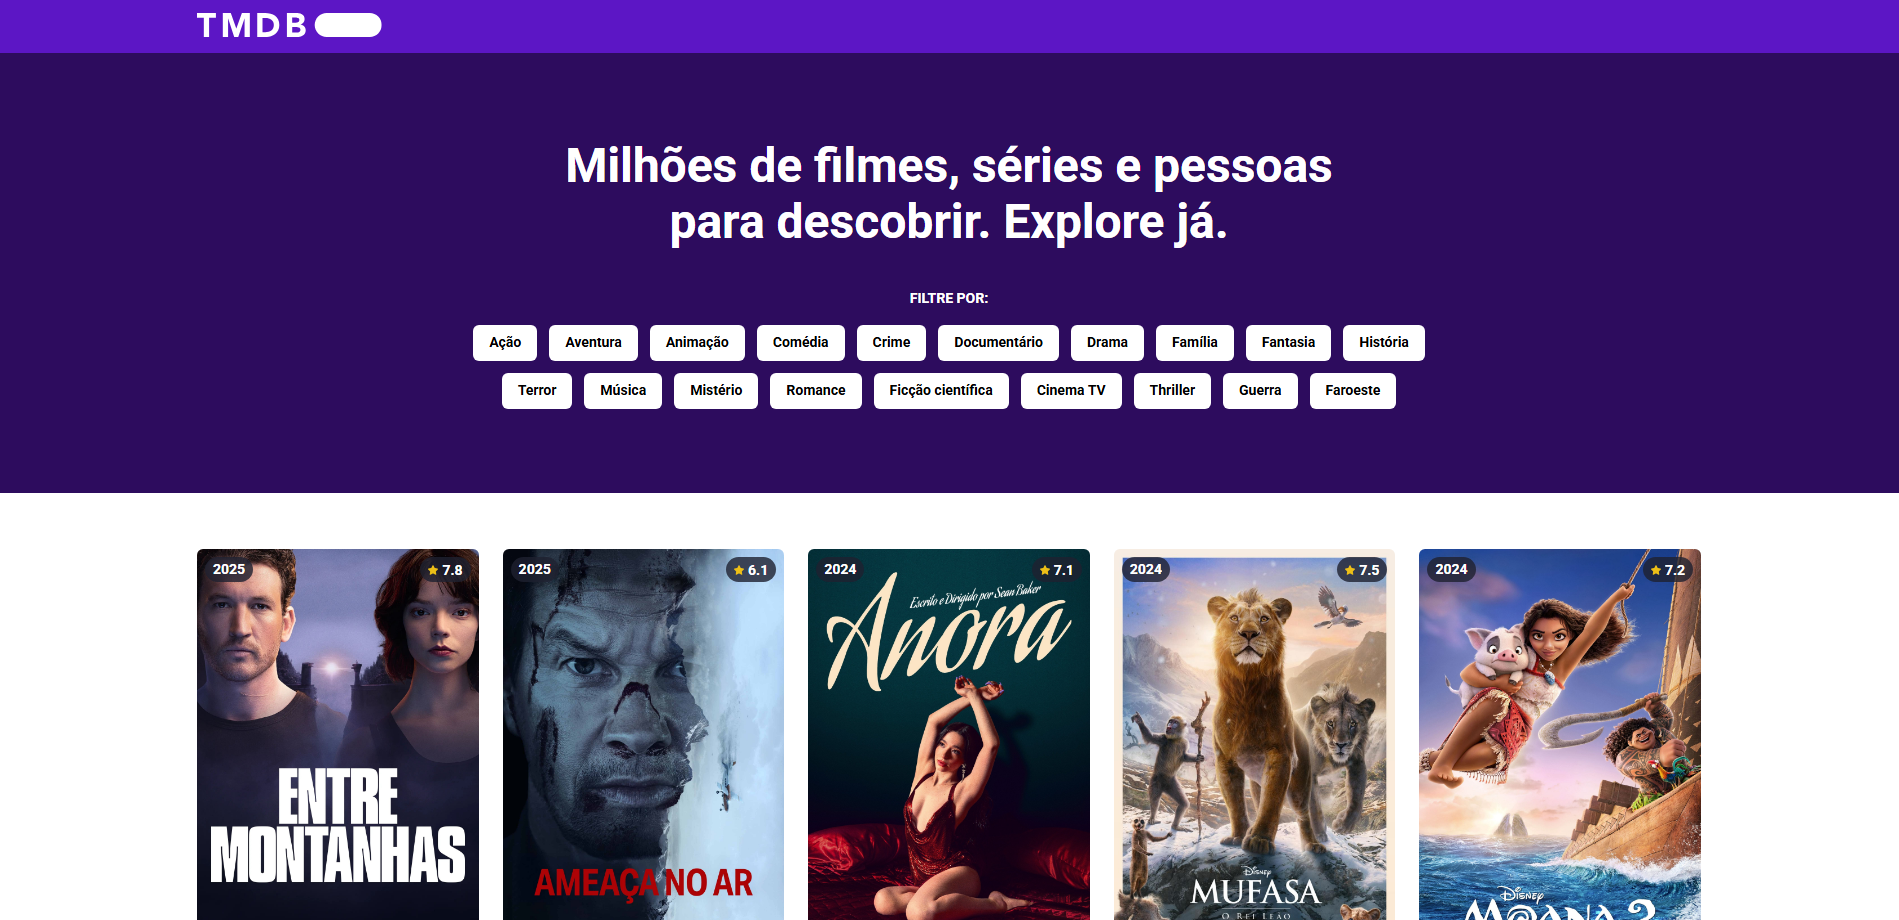 TMDB
Milhões de filmes, séries e pessoas
para descobrir. Explore já.
FILTRE POR:
Ação Aventura Animação Comédia Crime Documentário Drama Família Fantasia História
Terror Música Mistério Romance Ficção científica Cinema TV Thriller Guerra Faroeste
2025 7.8
ENTRE
MONTANHAS
2025 6.1
AMEAÇA NO AR
2024 7.1
Escrito e Dirigido por Sean Baker
Anora
2024 7.5
Disney
MUFASA
O REI LEÃO
2024 7.2
Disney
MOANA 2